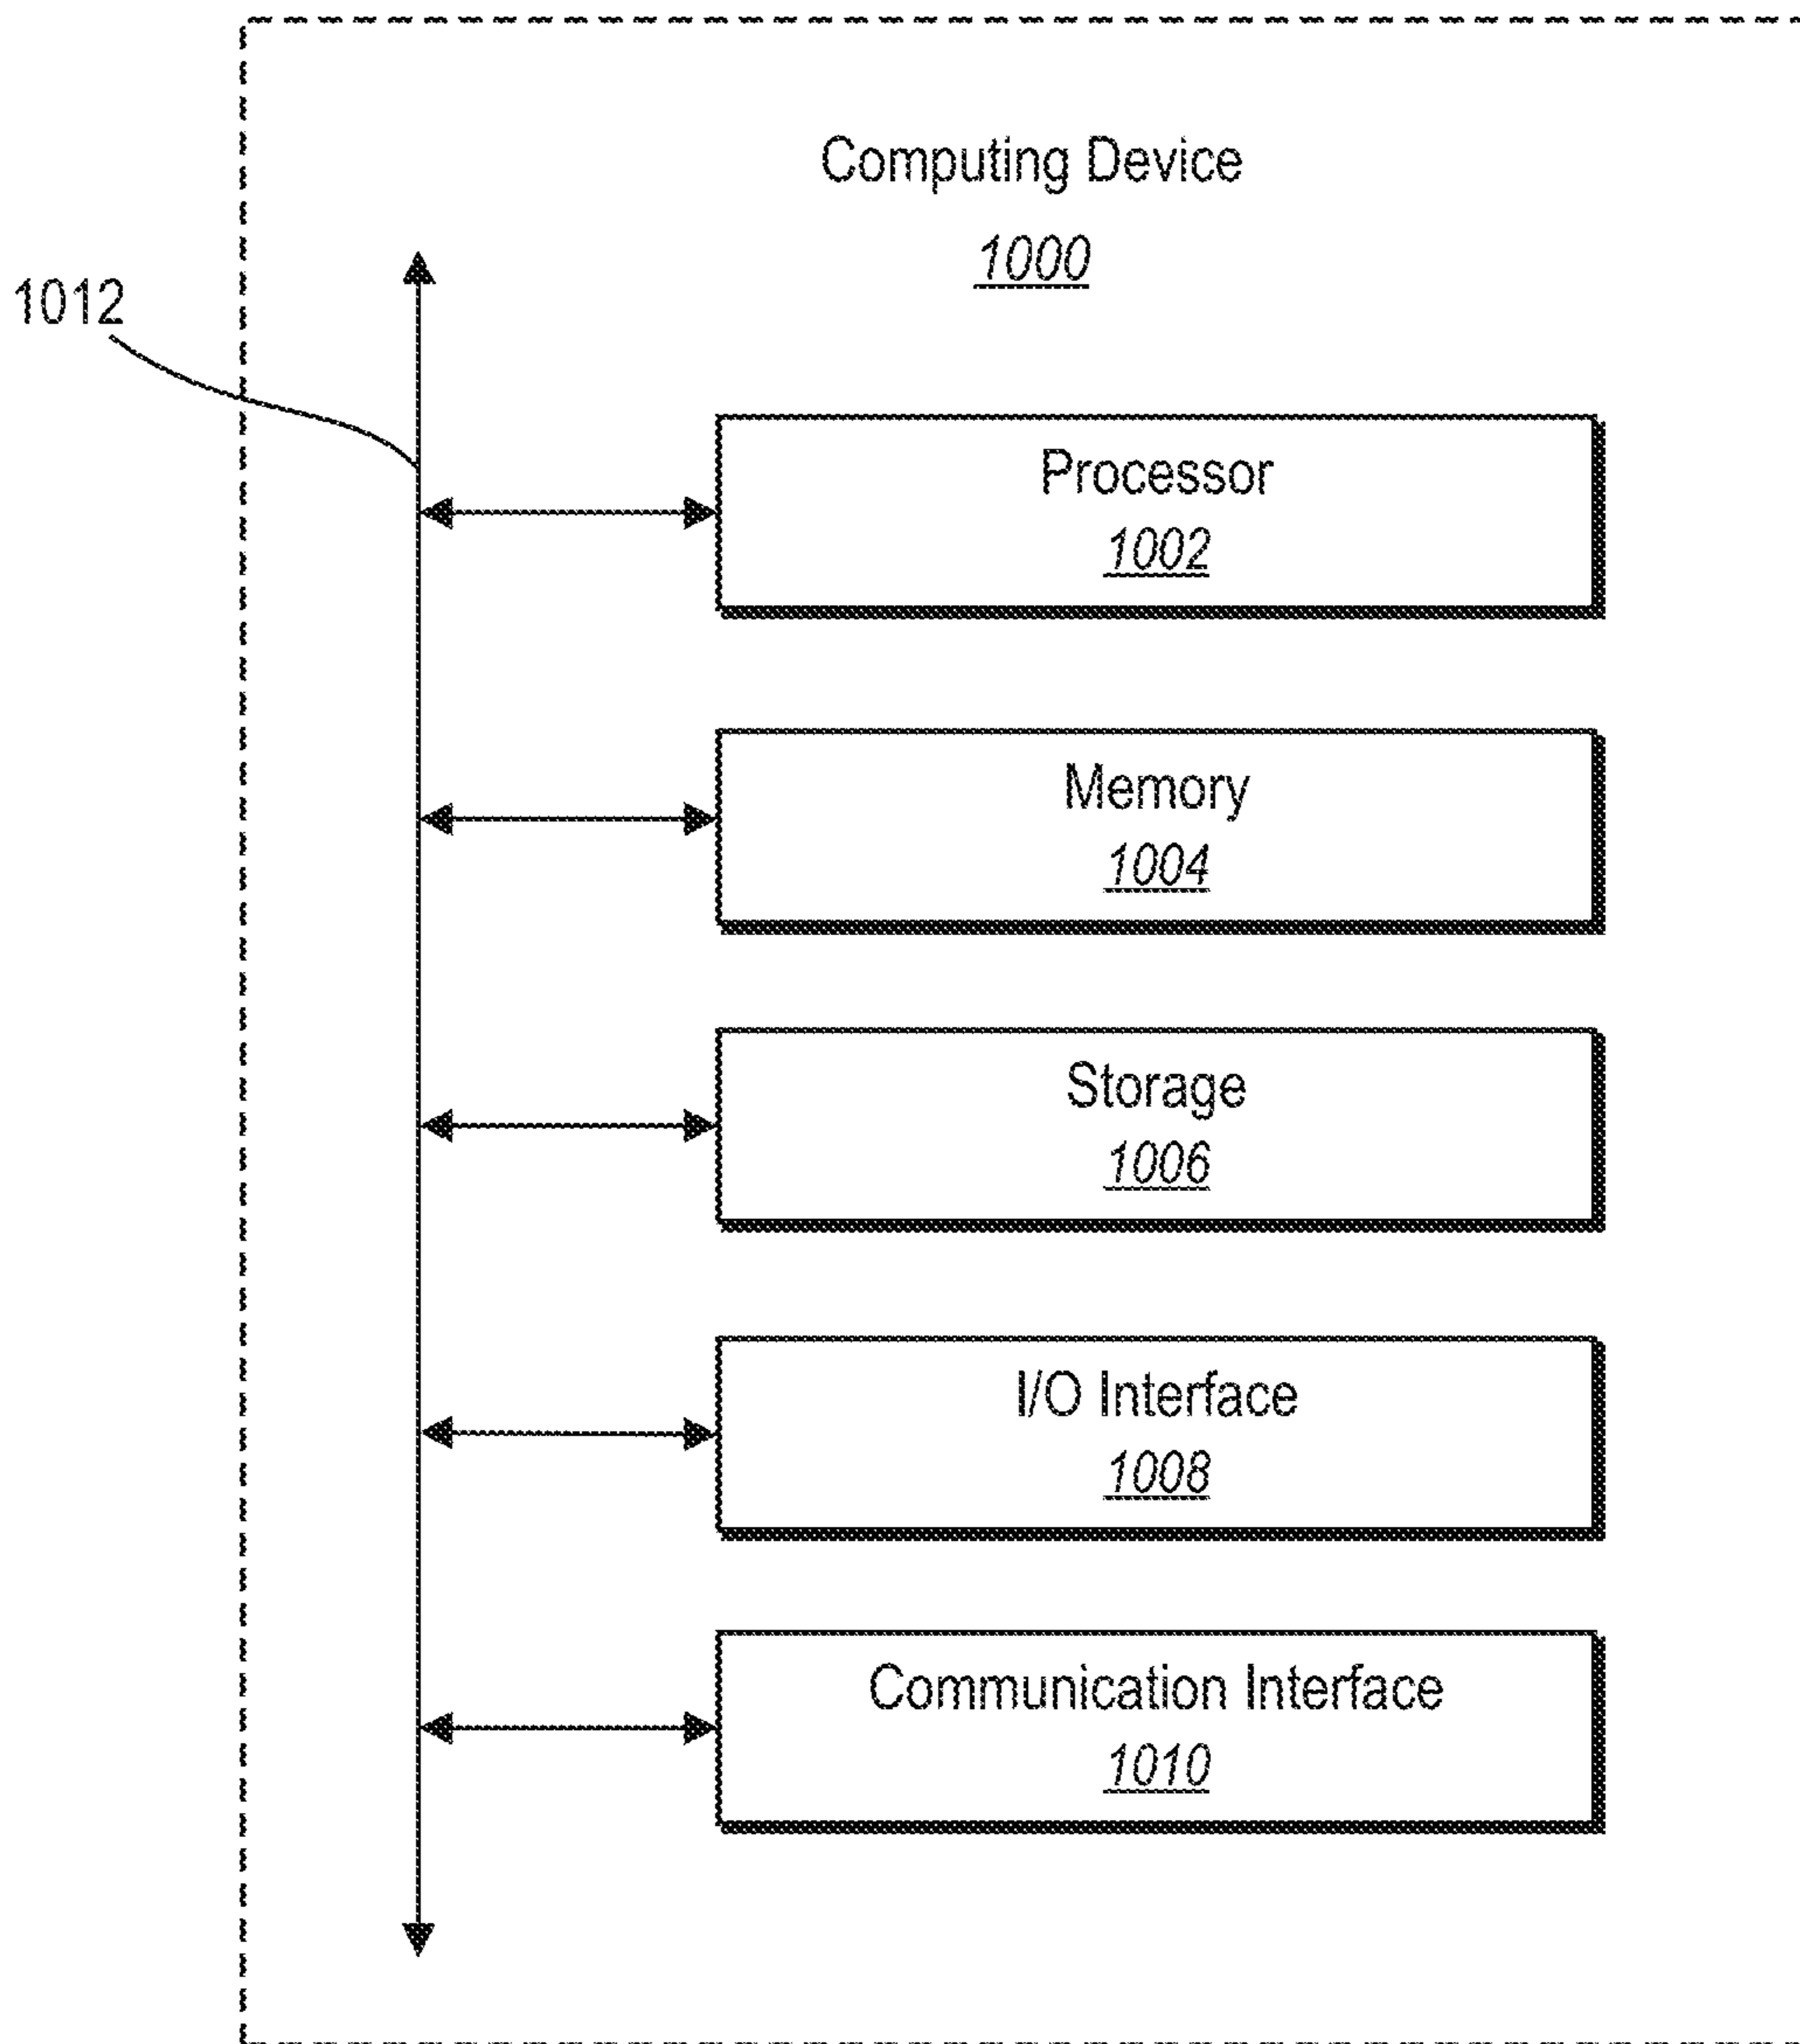 Computing Device
1000
1012
Processor
1002
Memory
1004
Storage
1006
I/O Interface
1008
Communication Interface
1010